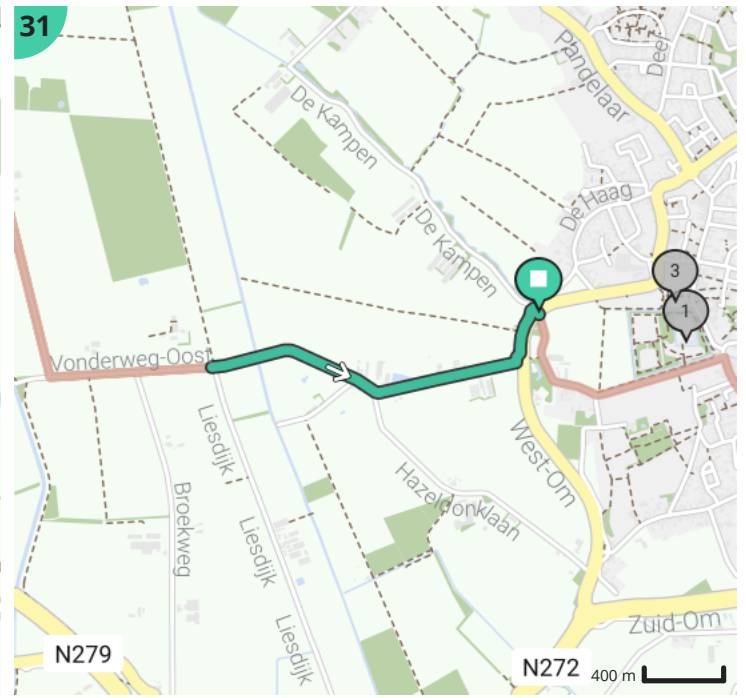 31
Pandelaar
Deel
De Kampen
De Haag
De Kampen
3
1
Vonderweg-Oost
Liesdijk
West-Om
Hazeldonklaan
Broekweg
Liesdijk
Liesdijk
Zuid-Om
N279
N272
400 m